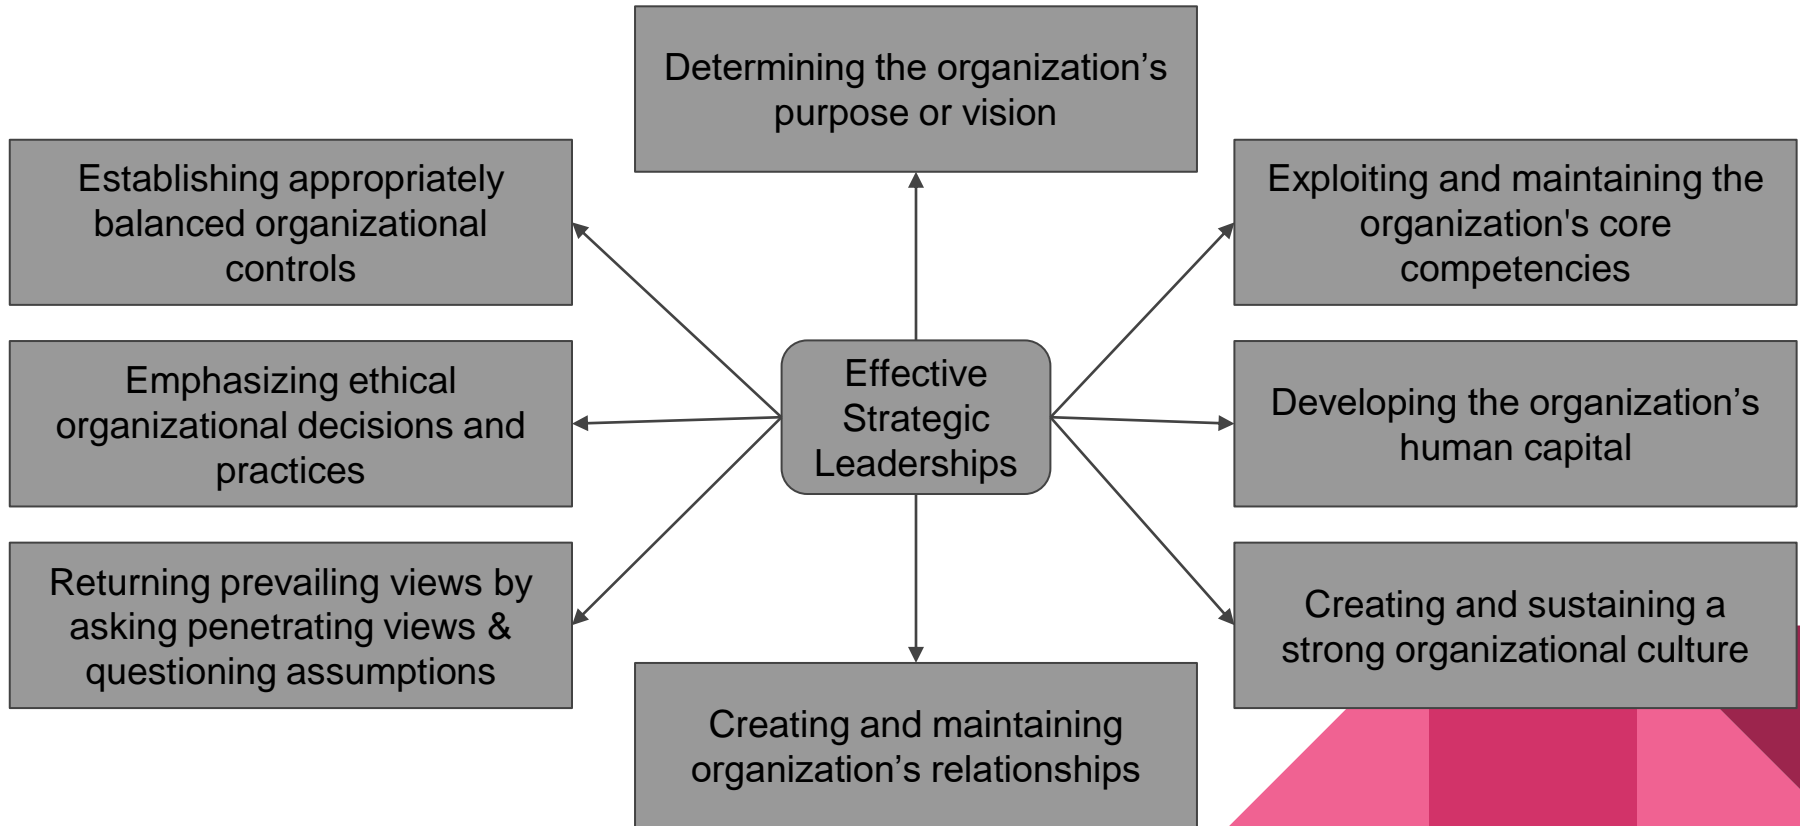 Determining the organization’s
purpose or vision
Establishing appropriately
balanced organizational
controls
Exploiting and maintaining the
organization's core
competencies
Emphasizing ethical
organizational decisions and
practices
Effective
Strategic
Leaderships
Developing the organization’s
human capital
Returning prevailing views by
asking penetrating views &
questioning assumptions
Creating and sustaining a
strong organizational culture
Creating and maintaining
organization’s relationships